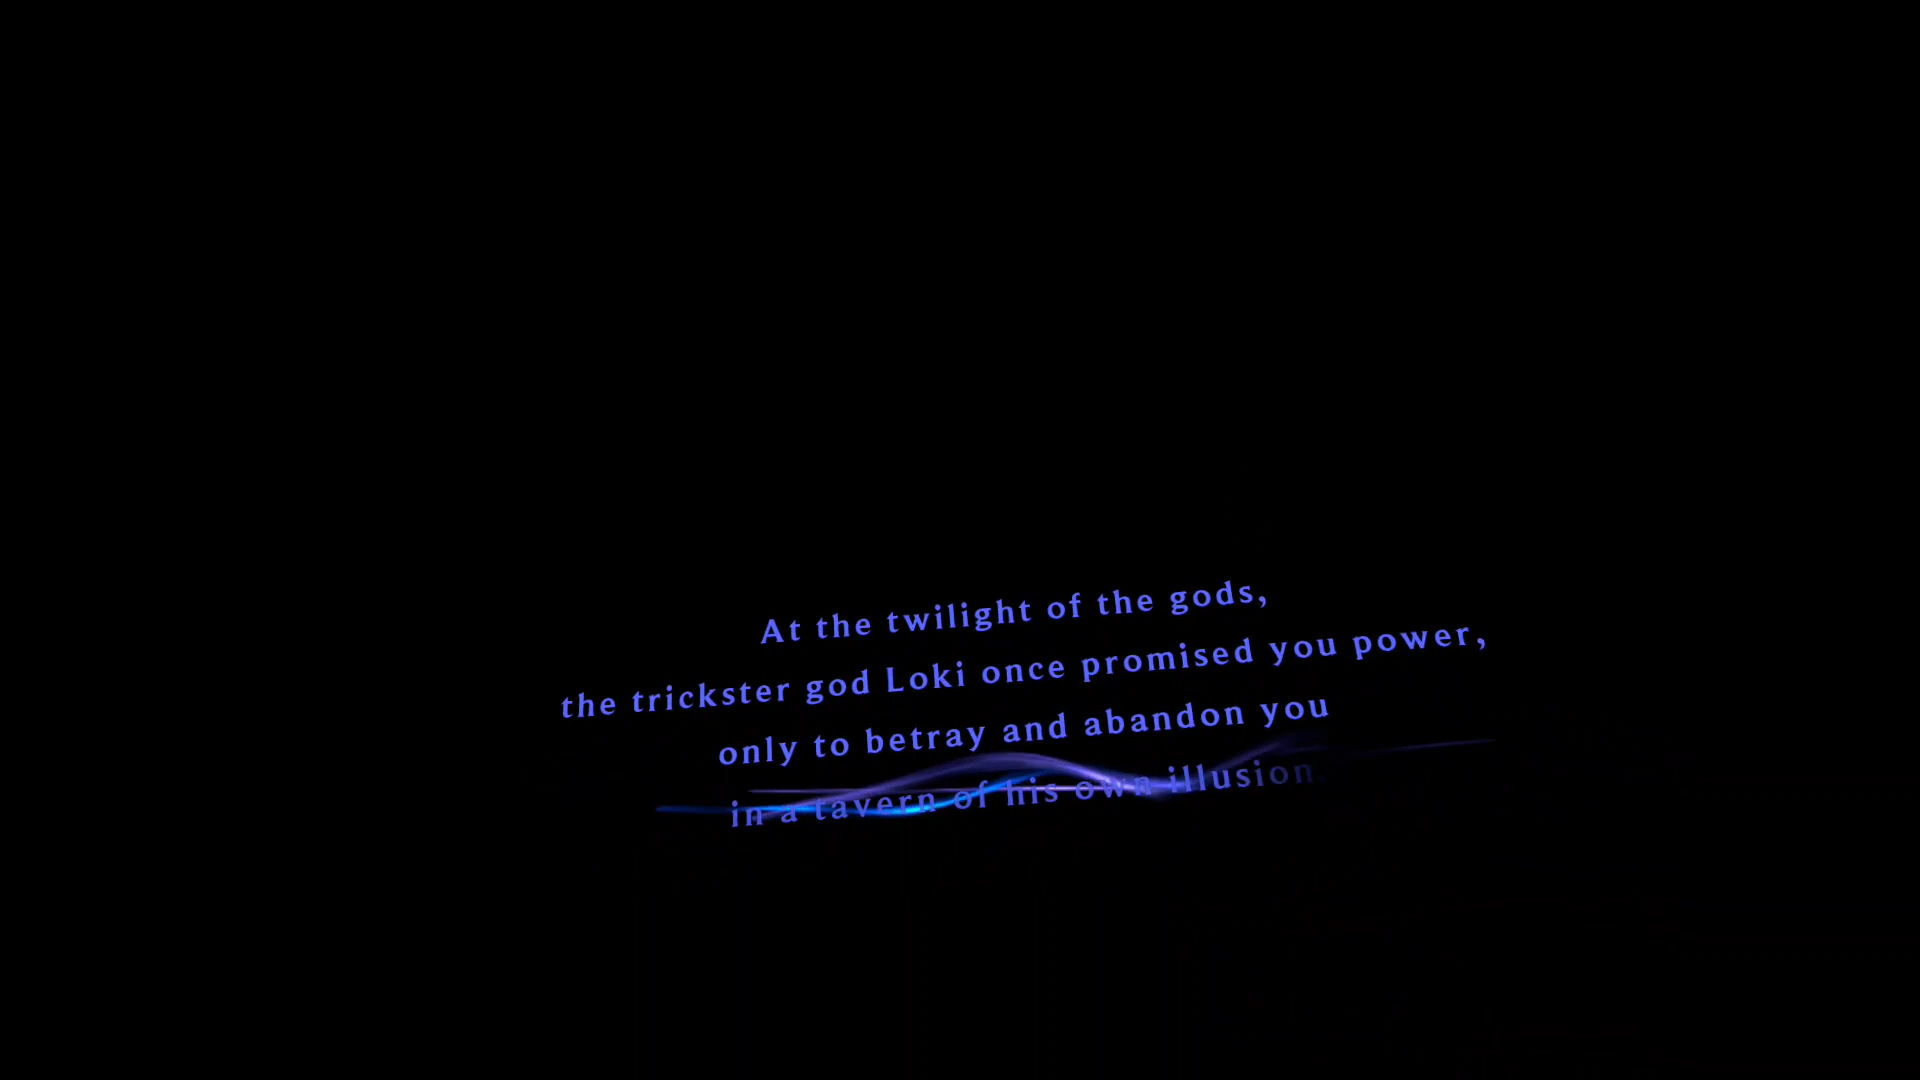 At the twilight of the gods,
the trickster god Loki once promised you power,
only to betray and abandon you
in a tavern of his own illusion.